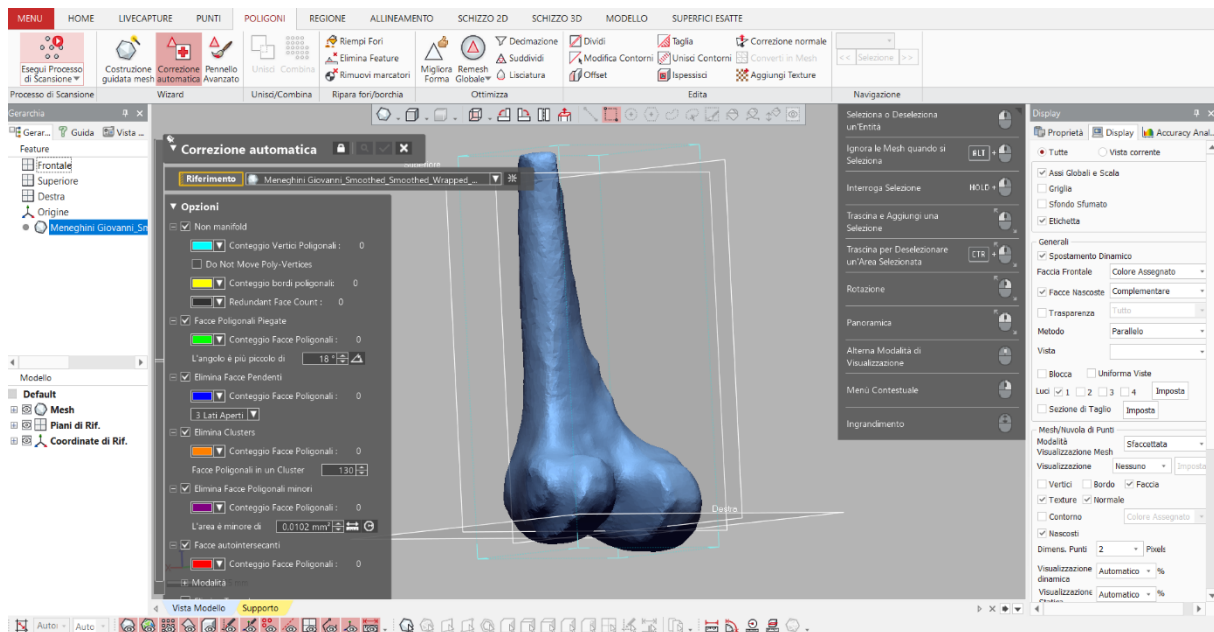 MENU HOME LIVECAPTURE PUNTI POLIGONI REGIONE ALLINEAMENTO SCHIZZO 2D SCHIZZO 3D MODELLO SUPERFICI ESATTE
Esegui Processo di Scansione
Costruzione guidata mesh
Correzione automatica
Pennello Avanzato
Unisci Combina
Riempi Fori
Elimina Feature
Rimuovi marcatori
Migliora Forma
Remesh Globale
Decimazione
Suddividi
Lisciatura
Dividi
Modifica Contorni
Offset
Taglia
Unisci Contorni
Ispessisci
Correzione normale
Converti in Mesh
Aggiungi Texture
<< Selezione >>
Processo di Scansione Wizard Unisci/Combina Ripara fori/borchia Ottimizza Edita Navigazione
Gerarchia
Gerar... Guida Vista ...
Feature
Frontale
Superiore
Destra
Origine
Meneghini Giovanni_Sn
Modello
Default
Mesh
Piani di Rif.
Coordinate di Rif.
Correzione automatica
Riferimento Meneghini Giovanni_Smoothed_Smoothed_Wrapped_...
Opzioni
Non manifold
Conteggio Vertici Poligonali : 0
Do Not Move Poly-Vertices
Conteggio bordi poligonali: 0
Redundant Face Count : 0
Facce Poligonali Piegate
Conteggio Facce Poligonali : 0
L'angolo è più piccolo di 18 °
Elimina Facce Pendenti
Conteggio Facce Poligonali : 0
3 Lati Aperti
Elimina Clusters
Conteggio Facce Poligonali : 0
Facce Poligonali in un Cluster 130
Elimina Facce Poligonali minori
Conteggio Facce Poligonali : 0
L'area è minore di 0.0102 mm²
Facce autointersecanti
Conteggio Facce Poligonali : 0
Modalità
Destra
Vista Modello Supporto
Seleziona o Deseleziona un'Entità
Ignora le Mesh quando si Seleziona ALT +
Interroga Selezione HOLD +
Trascina e Aggiungi una Selezione
Trascina per Deselezionare un'Area Selezionata CTR +
Rotazione
Panoramica
Alterna Modalità di Visualizzazione
Menù Contestuale
Ingrandimento
Display
Proprietà Display Accuracy Anal...
Tutte Vista corrente
Assi Globali e Scala
Griglia
Sfondo Sfumato
Etichetta
Generali
Spostamento Dinamico
Faccia Frontale Colore Assegnato
Facce Nascoste Complementare
Trasparenza Tutto
Metodo Parallelo
Vista
Blocca Uniforma Viste
Luci 1 2 3 4 Imposta
Sezione di Taglio Imposta
Mesh/Nuvola di Punti
Modalità Visualizzazione Mesh Sfaccettata
Visualizzazione Nessuno Imposta
Vertici Bordo Faccia
Texture Normale
Contorno Colore Assegnato
Nascosti
Dimens. Punti 2 Pixels
Visualizzazione dinamica Automatico %
Visualizzazione Automatico %
Auto Auto